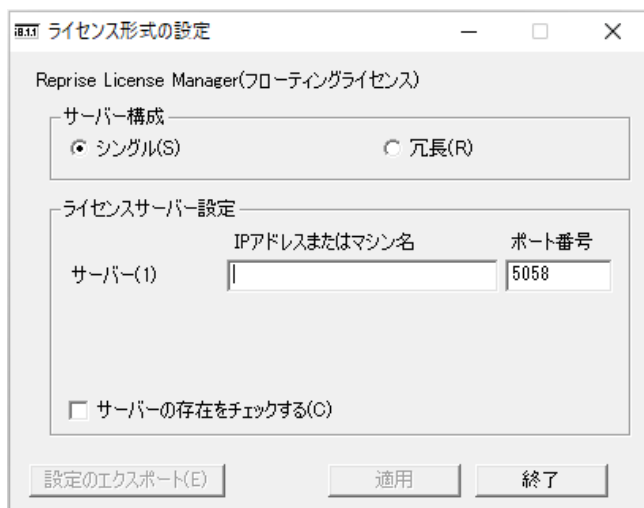 i8.1.1 ライセンス形式の設定
Reprise License Manager(フローティングライセンス)
サーバー構成
シングル(S) 冗長(R)
ライセンスサーバー設定
IPアドレスまたはマシン名 ポート番号
サーバー(1) 5058
サーバーの存在をチェックする(C)
設定のエクスポート(E) 適用 終了